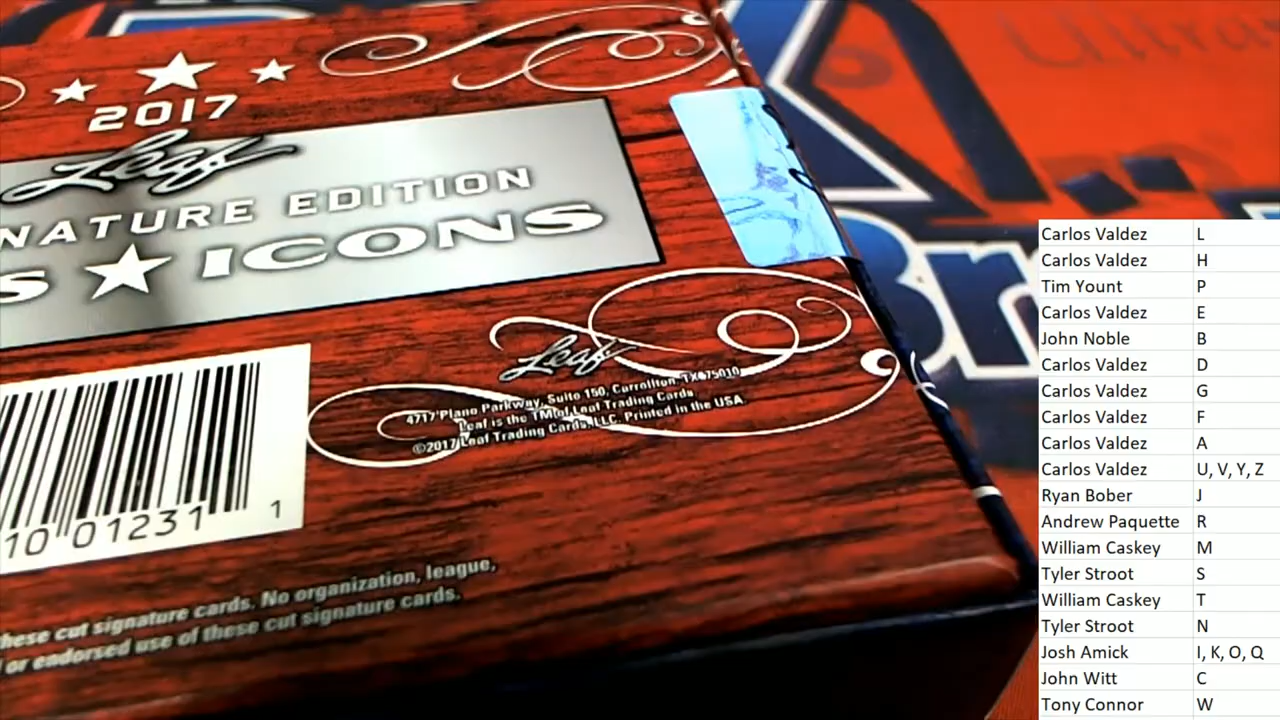 2017
Leaf
NATURE EDITION
S ★ ICONS
Leaf
4717 Plano Parkway, Suite 150, Carrollton, TX 75010
Leaf is the TM of Leaf Trading Cards
©2017 Leaf Trading Cards, LLC. Printed in the USA
10 01231 1
these cut signature cards. No organization, league,
or endorsed use of these cut signature cards.
Ultra
Br
Carlos Valdez L
Carlos Valdez H
Tim Yount P
Carlos Valdez E
John Noble B
Carlos Valdez D
Carlos Valdez G
Carlos Valdez F
Carlos Valdez A
Carlos Valdez U, V, Y, Z
Ryan Bober J
Andrew Paquette R
William Caskey M
Tyler Stroot S
William Caskey T
Tyler Stroot N
Josh Amick I, K, O, Q
John Witt C
Tony Connor W